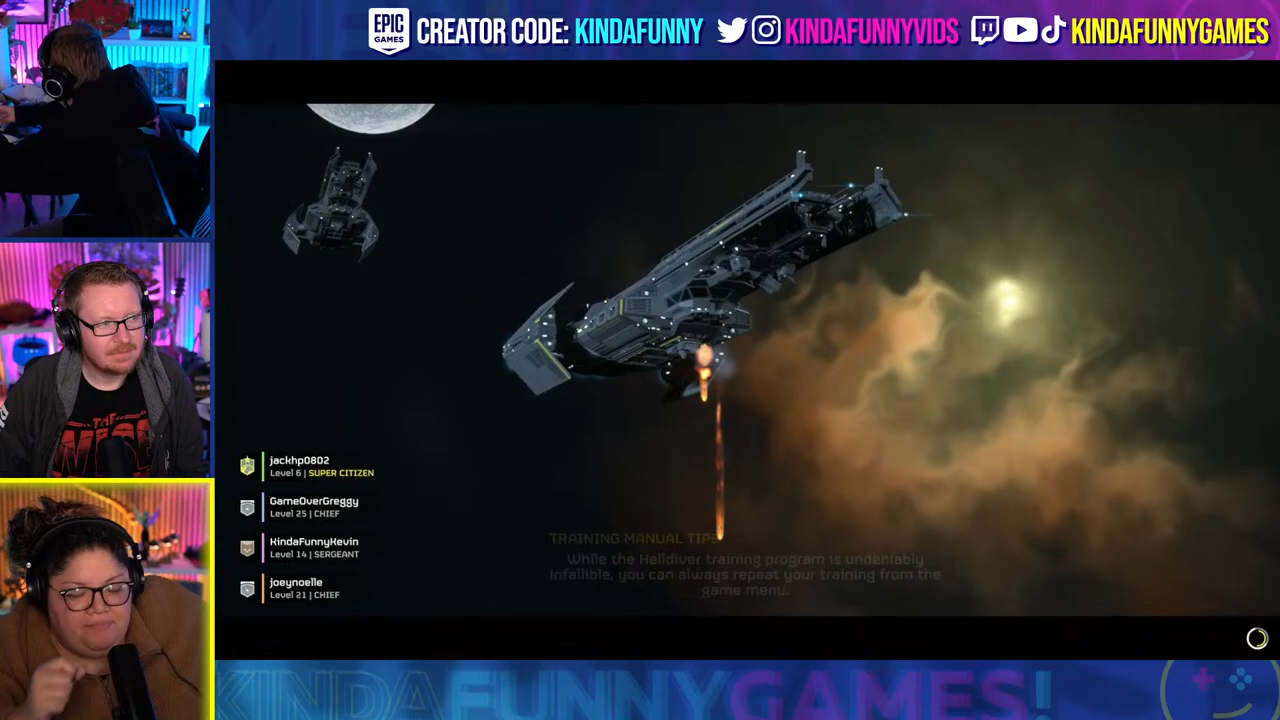 EPIC GAMES CREATOR CODE: KINDAFUNNY KINDAFUNNYVIDS KINDAFUNNYGAMES
THE
jackhp0802
Level 6 | SUPER CITIZEN
GameOverGreggy
Level 25 | CHIEF
KindaFunnyKevin
Level 14 | SERGEANT
joeynoelle
Level 21 | CHIEF
TRAINING MANUAL TIPS
While the Helldiver training program is undeniably
infallible, you can always repeat your training from the
game menu.
KINDAFUNNYGAMES!